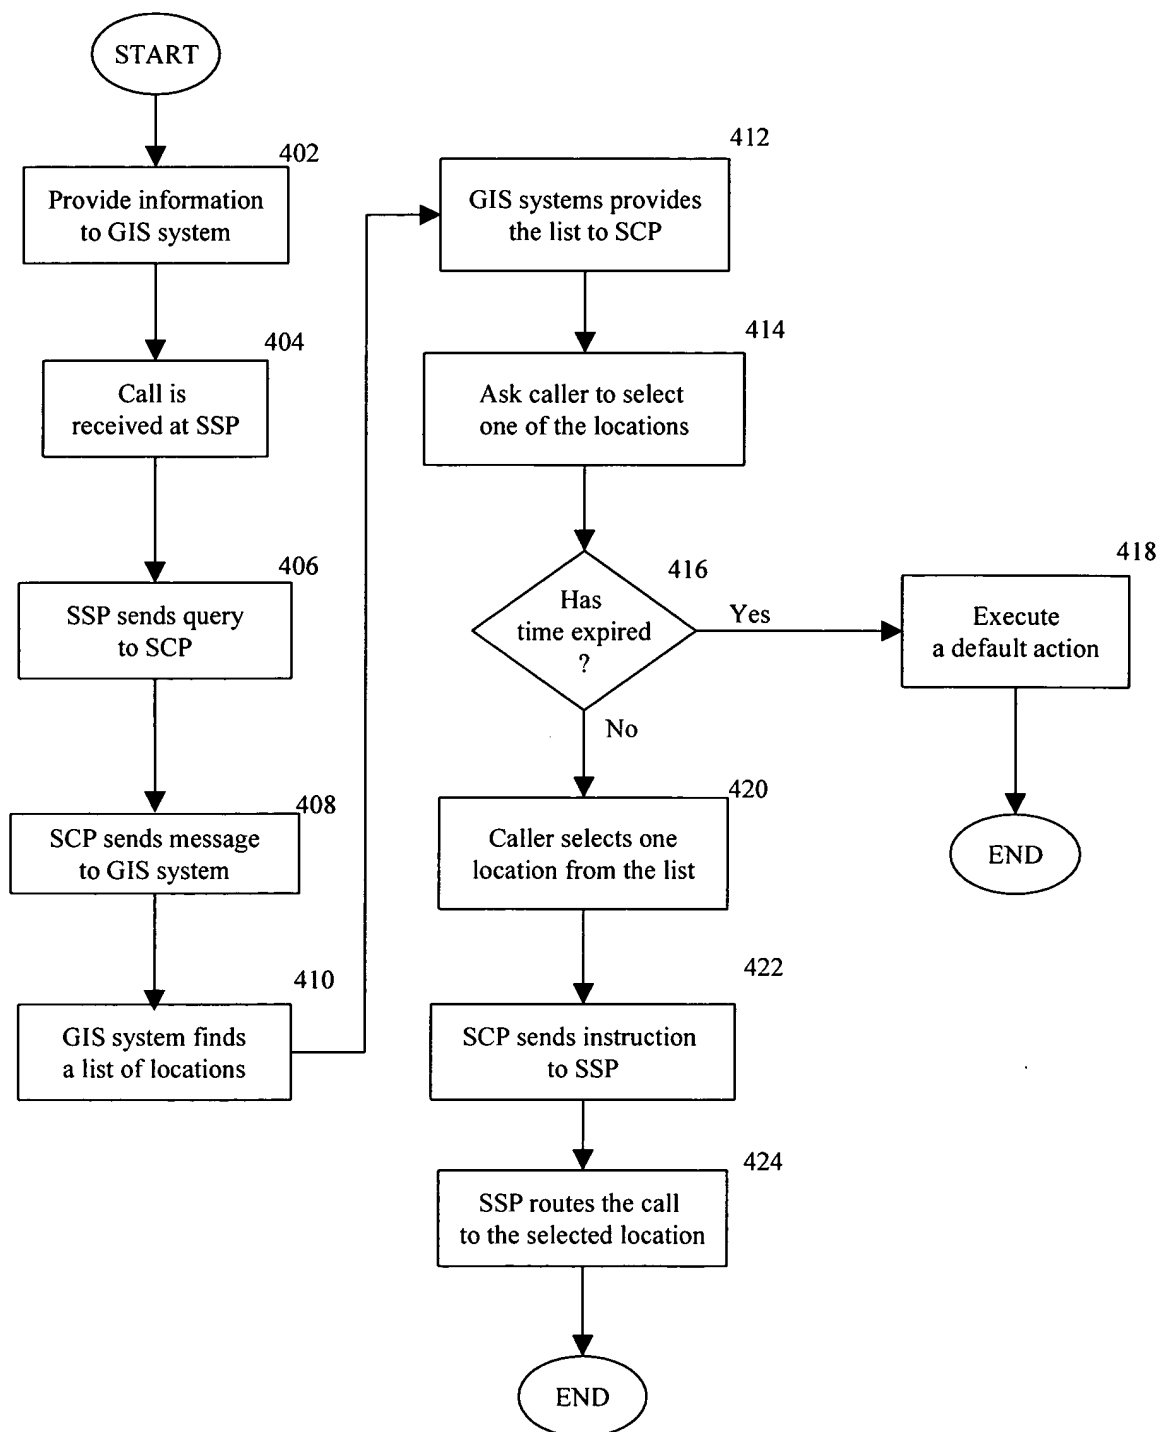 START
402
Provide information
to GIS system
404
Call is
received at SSP
406
SSP sends query
to SCP
408
SCP sends message
to GIS system
410
GIS system finds
a list of locations
412
GIS systems provides
the list to SCP
414
Ask caller to select
one of the locations
416
Has
time expired
?
Yes
No
418
Execute
a default action
END
420
Caller selects one
location from the list
422
SCP sends instruction
to SSP
424
SSP routes the call
to the selected location
END